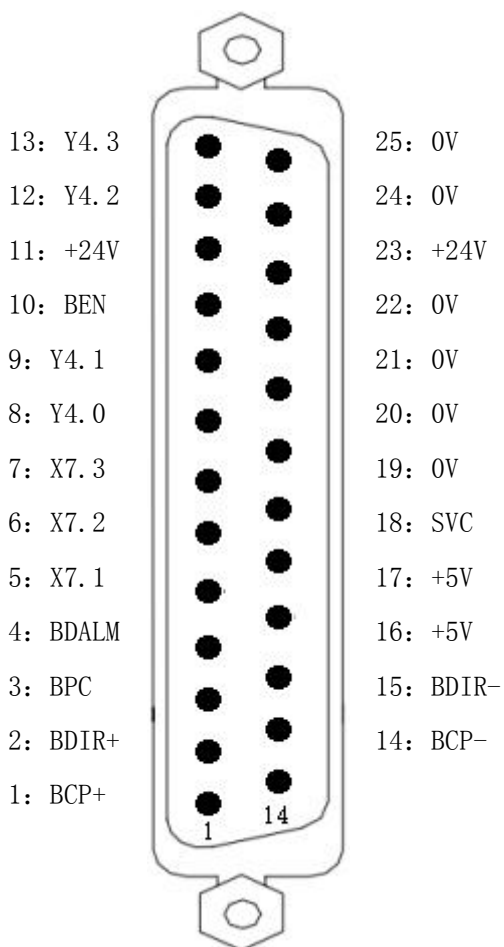 13: Y4.3
12: Y4.2
11: +24V
10: BEN
9: Y4.1
8: Y4.0
7: X7.3
6: X7.2
5: X7.1
4: BDALM
3: BPC
2: BDIR+
1: BCP+
1
14
25: 0V
24: 0V
23: +24V
22: 0V
21: 0V
20: 0V
19: 0V
18: SVC
17: +5V
16: +5V
15: BDIR-
14: BCP-